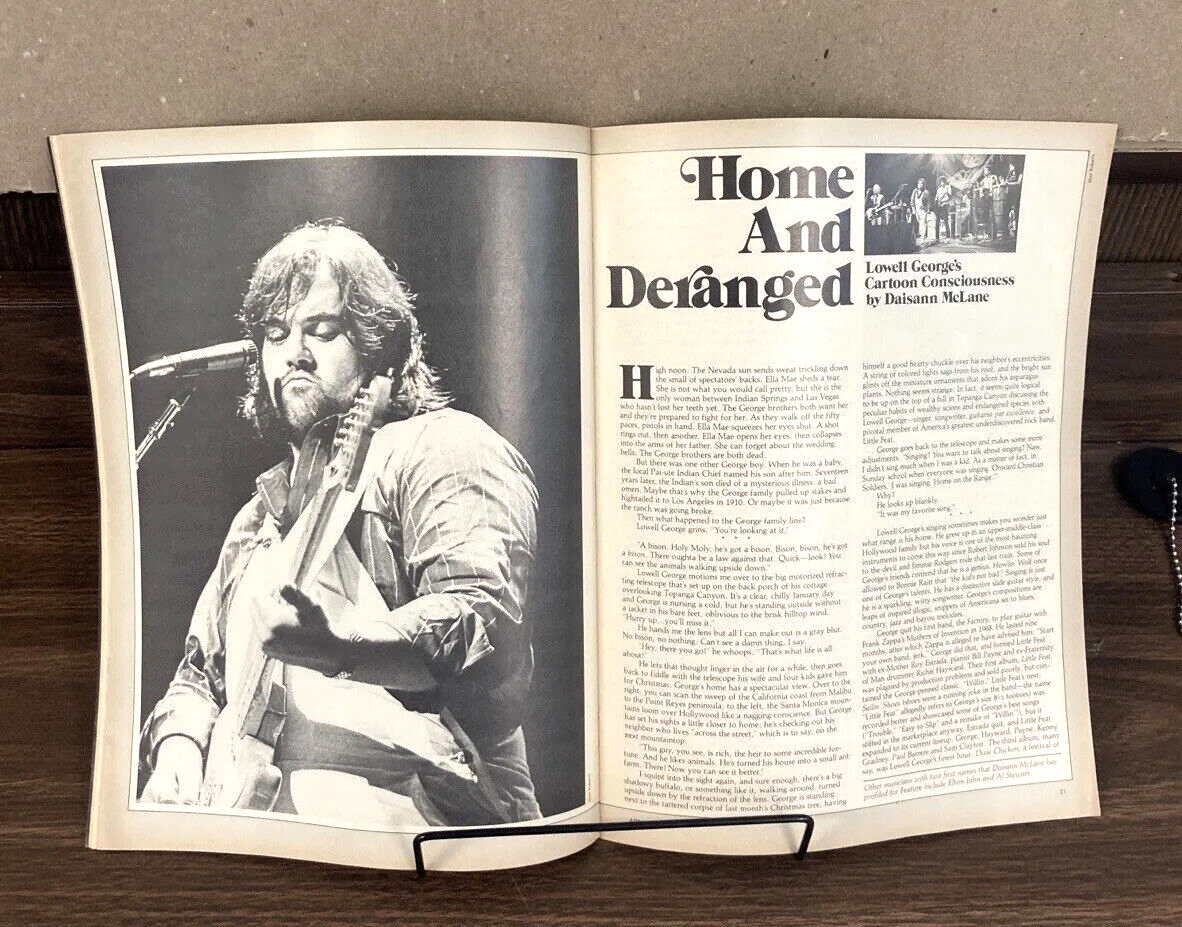 Home
And
Deranged
Lowell George's
Cartoon Consciousness
by Daisann McLane
High noon. The Nevada sun sends sweat trickling down
the small of spectators' backs. Ella Mae sheds a tear.
She is not what you would call pretty, but she is the
only woman between Indian Springs and Las Vegas
who hasn't lost her teeth yet. The George brothers both want her
and they're prepared to fight for her. As they walk off the fifty
paces, pistols in hand, Ella Mae squeezes her eyes shut. A shot
rings out, then another. Ella Mae opens her eyes, then collapses
into the arms of her father. She can forget about the wedding
bells. The George brothers are both dead.
But there was one other George boy. When he was a baby,
the local Pai-ute Indian Chief named his son after him. Seventeen
years later, the Indian's son died of a mysterious illness: a bad
omen. Maybe that's why the George family pulled up stakes and
hightailed it to Los Angeles in 1910. Or maybe it was just because
the ranch was going broke.
Then what happened to the George family line?
Lowell George grins. "You're looking at it."
"A bison. Holy Moly, he's got a bison. Bison, bison, he's got
a bison. There oughta be a law against that. Quick—look! You
can see the animals walking upside down."
Lowell George motions me over to the big motorized refrac-
ting telescope that's set up on the back porch of his cottage
overlooking Topanga Canyon. It's a clear, chilly January day
and George is nursing a cold, but he's standing outside without
a jacket in his bare feet, oblivious to the brisk hilltop wind.
"Hurry up...you'll miss it."
He hands me the lens but all I can make out is a gray blur.
No bison, no nothing: Can't see a damn thing, I say.
"Hey, there you go!" he whoops. "That's what life is all
about!"
He lets that thought linger in the air for a while; then goes
back to fiddle with the telescope his wife and four kids gave him
for Christmas. George's home has a spectacular view. Over to the
right, you can scan the sweep of the California coast from Malibu
to the Point Reyes peninsula; to the left, the Santa Monica moun-
tains loom over Hollywood like a nagging conscience. But George
has set his sights a little closer to home; he's checking out his
neighbor who lives "across the street," which is to say, on the
next mountaintop.
"This guy, you see, is rich, the heir to some incredible for-
tune. And he likes animals. He's turned his house into a small ant
farm. There! Now you can see it better."
I squint into the sight again, and sure enough, there's a big
shadowy buffalo, or something like it, walking around, turned
upside down by the refraction of the lens. George is standing
next to the tattered corpse of last month's Christmas tree, having
himself a good hearty chuckle over his neighbor's eccentricities.
A string of colored lights sags from his roof, and the bright sun
glints off the miniature ornaments that adorn his asparagus
plants. Nothing seems strange: In fact, it seems quite logical
to be up on the top of a hill in Topanga Canyon discussing the
peculiar habits of wealthy scions and endangered species with
Lowell George—singer, songwriter, guitarist par excellence, and
pivotal member of America's greatest underdiscovered rock band,
Little Feat.
George goes back to the telescope and makes some more
adjustments. "Singing? You want to talk about singing? Naw,
I didn't sing much when I was a kid. As a matter of fact, in
Sunday school when everyone was singing 'Onward Christian
Soldiers,' I was singing 'Home on the Range.'"
Why?
He looks up blankly.
"It was my favorite song."
Lowell George's singing sometimes makes you wonder just
what range is his home. He grew up in an upper-middle-class
Hollywood family but his voice is one of the most haunting
instruments to come this way since Robert Johnson sold his soul
to the devil and Jimmie Rodgers rode that last train. Some of
George's friends contend that he is a genius. Howlin' Wolf once
allowed to Bonnie Raitt that "the kid's not bad." Singing is just
one of George's talents. He has a distinctive slide guitar style, and
he is a sparkling, witty songwriter. George's compositions are
leaps of inspired illogic, snippets of Americana set to blues,
country, jazz and bayou melodies.
George quit his first band, the Factory, to play guitar with
Frank Zappa's Mothers of Invention in 1968. He lasted nine
months, after which Zappa is alleged to have advised him: "Start
your own band, jerk." George did that, and formed Little Feat
with ex-Mother Roy Estrada, pianist Bill Payne and ex-Fraternity
of Man drummer Richie Hayward. Their first album, Little Feat,
was plagued by production problems and sold poorly, but con-
tained the George-penned classic, "Willin'." Little Feat's next,
Sailin' Shoes (shoes were a running joke in the band—the name
"Little Feat" allegedly refers to George's size 8½ tootsies) was
recorded better and showcased some of George's best songs
("Trouble," "Easy to Slip" and a remake of "Willin'"), but it
stifled in the marketplace anyway. Estrada quit, and Little Feat
expanded to its current lineup: George, Hayward, Payne, Kenny
Gradney, Paul Barrere and Sam Clayton. The third album, many
say, was Lowell George's finest hour: Dixie Chicken, a festival of
Other musicians with two first names that Daisann McLane has
profiled for Feature include Elton John and Al Stewart.
31